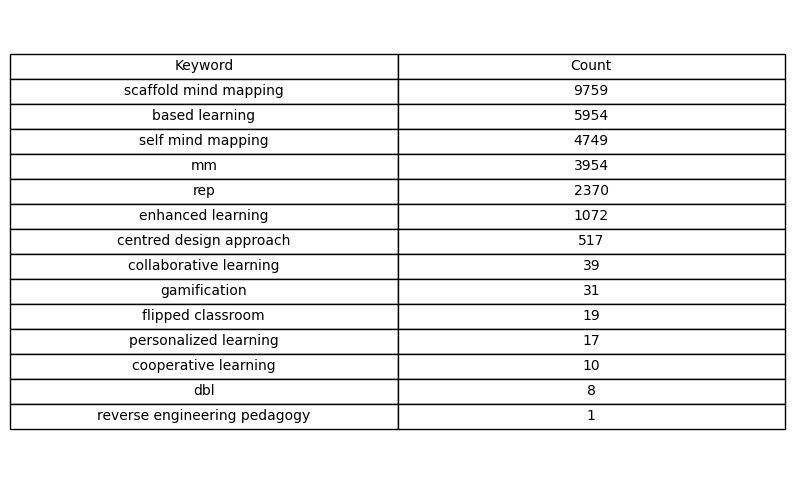 Keyword Count
scaffold mind mapping 9759
based learning 5954
self mind mapping 4749
mm 3954
rep 2370
enhanced learning 1072
centred design approach 517
collaborative learning 39
gamification 31
flipped classroom 19
personalized learning 17
cooperative learning 10
dbl 8
reverse engineering pedagogy 1